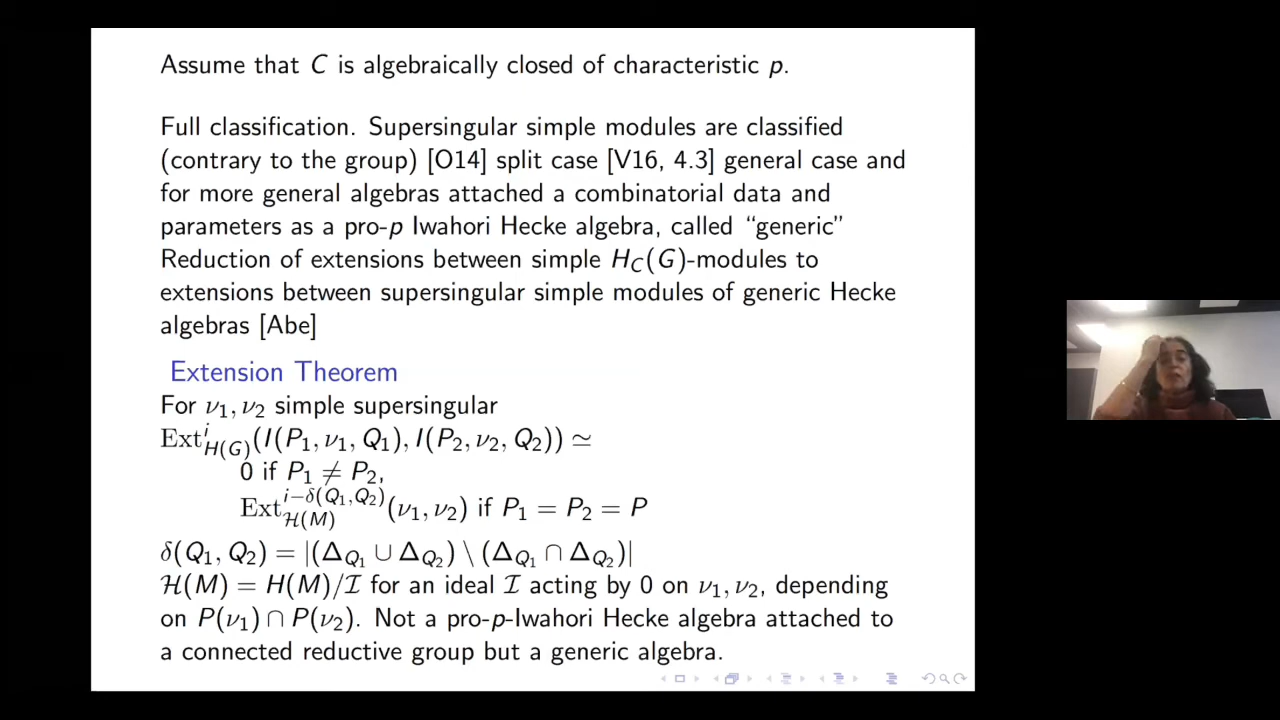 Assume that C is algebraically closed of characteristic p.
Full classification. Supersingular simple modules are classified
(contrary to the group) [O14] split case [V16, 4.3] general case and
for more general algebras attached a combinatorial data and
parameters as a pro-p Iwahori Hecke algebra, called “generic”
Reduction of extensions between simple H_C(G)-modules to
extensions between supersingular simple modules of generic Hecke
algebras [Abe]
Extension Theorem
For ν₁, ν₂ simple supersingular
Ext^i_{H(G)}(I(P₁, ν₁, Q₁), I(P₂, ν₂, Q₂)) ≃
0 if P₁ ≠ P₂,
Ext^{i−δ(Q₁,Q₂)}_{ℋ(M)}(ν₁, ν₂) if P₁ = P₂ = P
δ(Q₁, Q₂) = |(Δ_{Q₁} ∪ Δ_{Q₂}) \ (Δ_{Q₁} ∩ Δ_{Q₂})|
ℋ(M) = H(M)/ℐ for an ideal ℐ acting by 0 on ν₁, ν₂, depending
on P(ν₁) ∩ P(ν₂). Not a pro-p-Iwahori Hecke algebra attached to
a connected reductive group but a generic algebra.